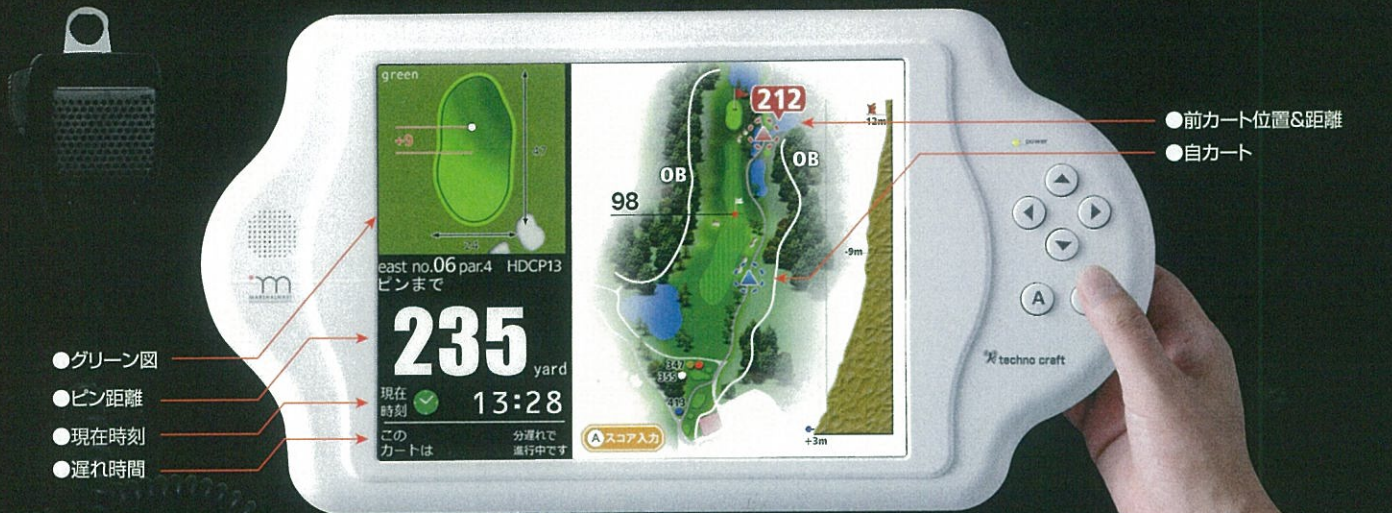 green
+9
47
east no.06 par.4 HDCP13
ピンまで
235 yard
現在
時刻
13:28
この
カートは
分遅れで
進行中です
212
OB
OB
98
347
355
414
Aスコア入力
-12m
-9m
+3m
power
A
techno craft
●前カート位置&距離
●自カート
●グリーン図
●ピン距離
●現在時刻
●遅れ時間